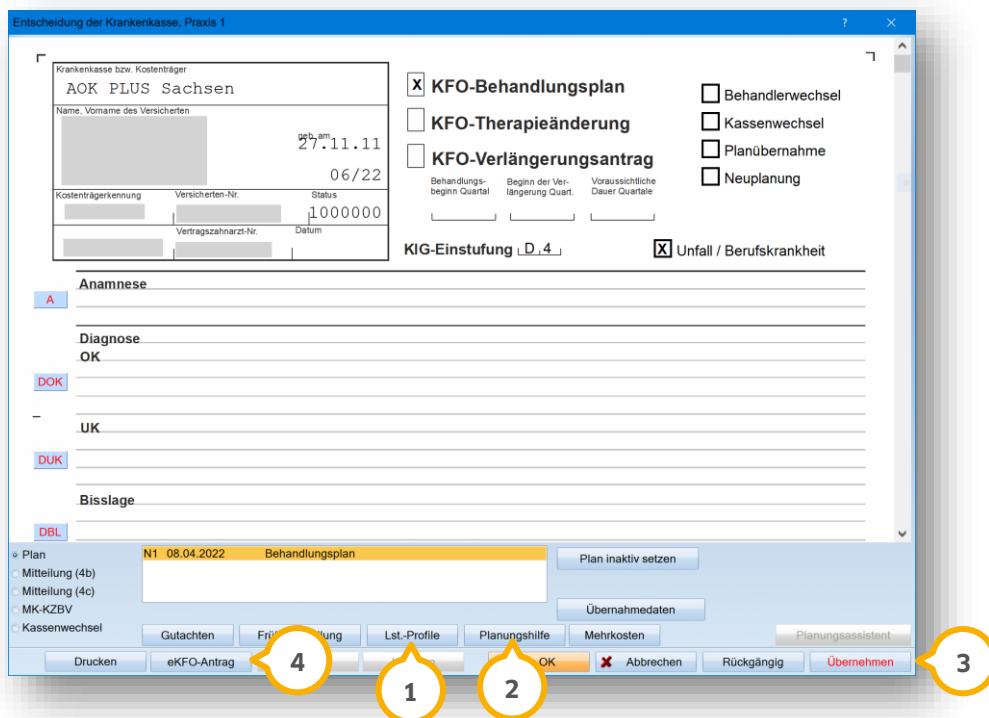 Entscheidung der Krankenkasse, Praxis 1 ?
Krankenkasse bzw. Kostenträger
AOK PLUS Sachsen
Name, Vorname des Versicherten
geb. am
27.11.11
06/22
Kostenträgerkennung Versicherten-Nr. Status
1000000
Vertragszahnarzt-Nr. Datum
X KFO-Behandlungsplan
KFO-Therapieänderung
KFO-Verlängerungsantrag
Behandlungs- Beginn der Ver- Voraussichtliche
beginn Quartal längerung Quart. Dauer Quartale
Behandlerwechsel
Kassenwechsel
Planübernahme
Neuplanung
KIG-Einstufung D 4 X Unfall / Berufskrankheit
Anamnese
A
Diagnose
OK
DOK
UK
DUK
Bisslage
DBL
Plan
Mitteilung (4b)
Mitteilung (4c)
MK-KZBV
Kassenwechsel
N1 08.04.2022 Behandlungsplan
Plan inaktiv setzen
Übernahmedaten
Gutachten Lst.-Profile Planungshilfe Mehrkosten Planungsassistent
Drucken eKFO-Antrag OK Abbrechen Rückgängig Übernehmen
4 1 2 3